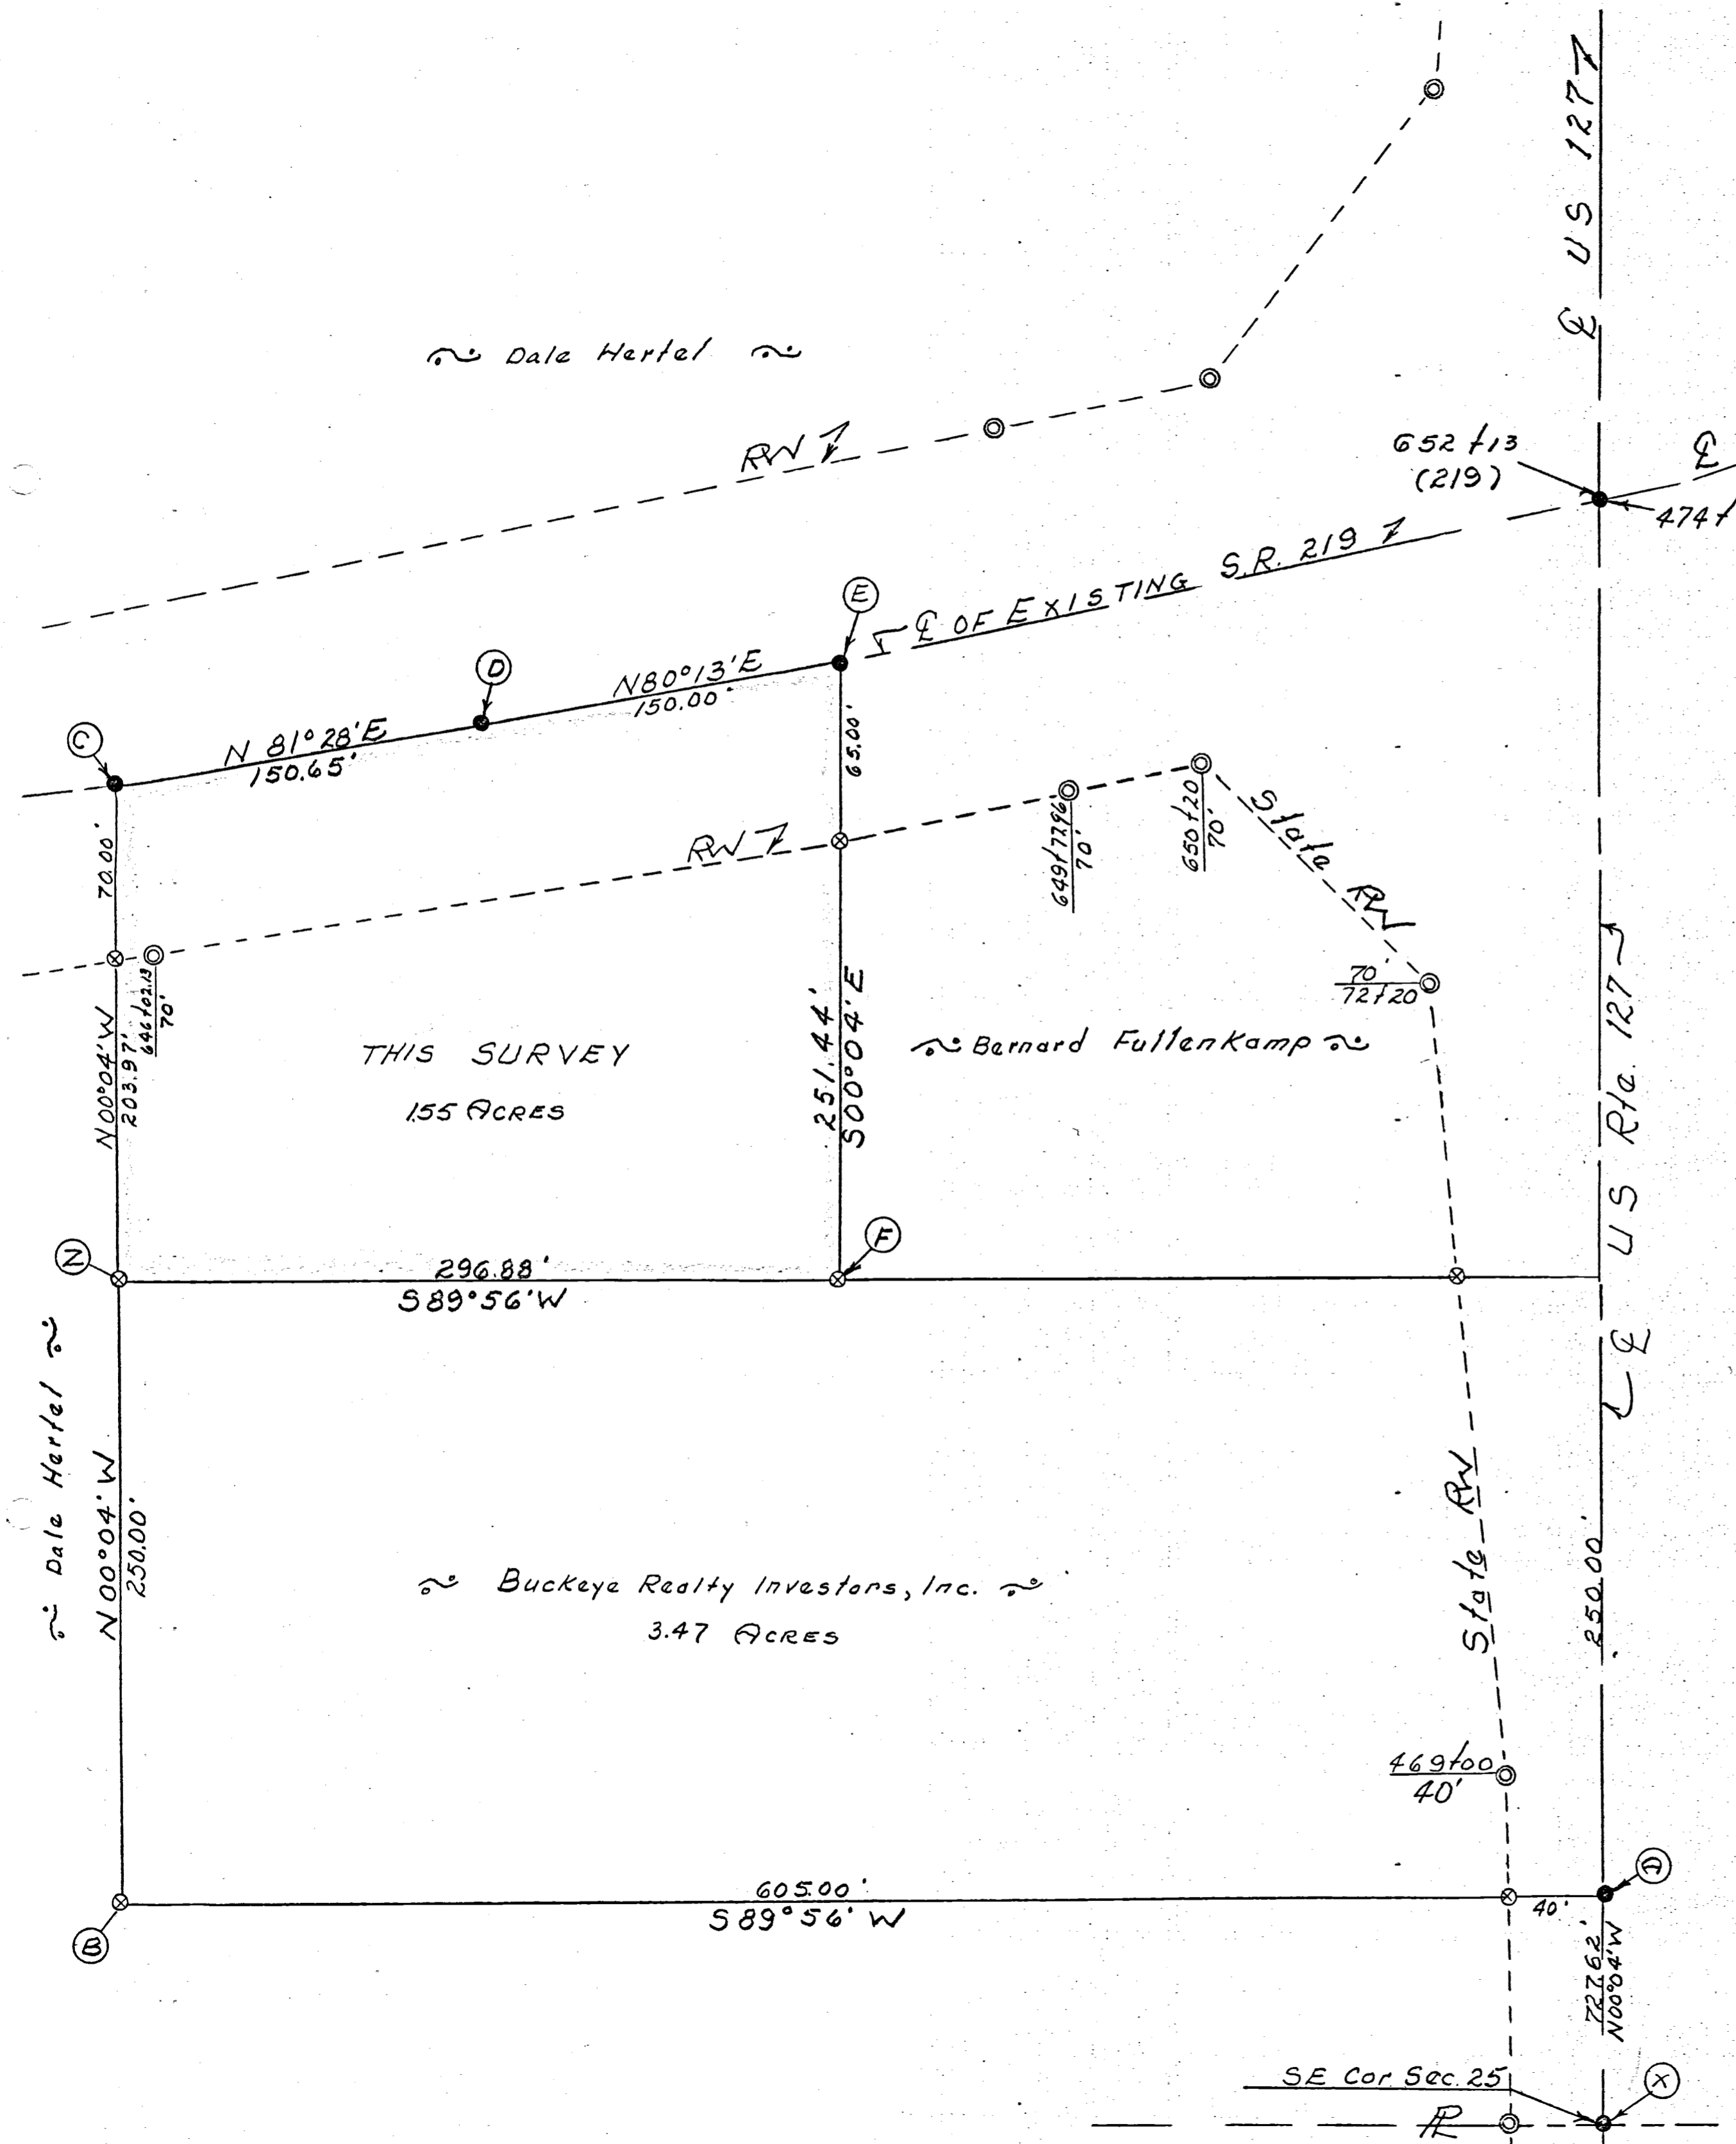 ℄ US 127
Dale Hertel
RW
652+13
(219)
℄
474+
℄ OF EXISTING S.R. 219
E
D
N80°13'E
150.00'
C
N 81°28'E
150.65'
65.00'
70.00'
RW
649+77.96
70'
650+20
70'
State RW
70'
72+20
646+02.13
70'
N00°04'W
203.97'
THIS SURVEY
1.55 ACRES
251.44'
S00°04'E
Bernard Fullenkamp
℄ US Rte. 127
Z
F
296.88'
S89°56'W
Dale Hertel
N00°04'W
250.00'
Buckeye Realty Investors, Inc.
3.47 ACRES
State RW
250.00'
469+00
40'
A
605.00'
S89°56'W
40'
B
727.62'
N00°04'W
SE Cor. Sec. 25
X